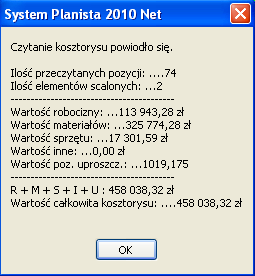 System Planista 2010 Net
Czytanie kosztorysu powiodło się.
Ilość przeczytanych pozycji: ....74
Ilość elementów scalonych: ...2
-----------------------------------------
Wartość robocizny: ...113 943,28 zł
Wartość materiałów: ...325 774,28 zł
Wartość sprzętu: ...17 301,59 zł
Wartość inne: ...0,00 zł
Wartość poz. uproszcz.: ...1019,175
-----------------------------------------
R + M + S + I + U : 458 038,32 zł
Wartość całkowita kosztorysu: ....458 038,32 zł
OK